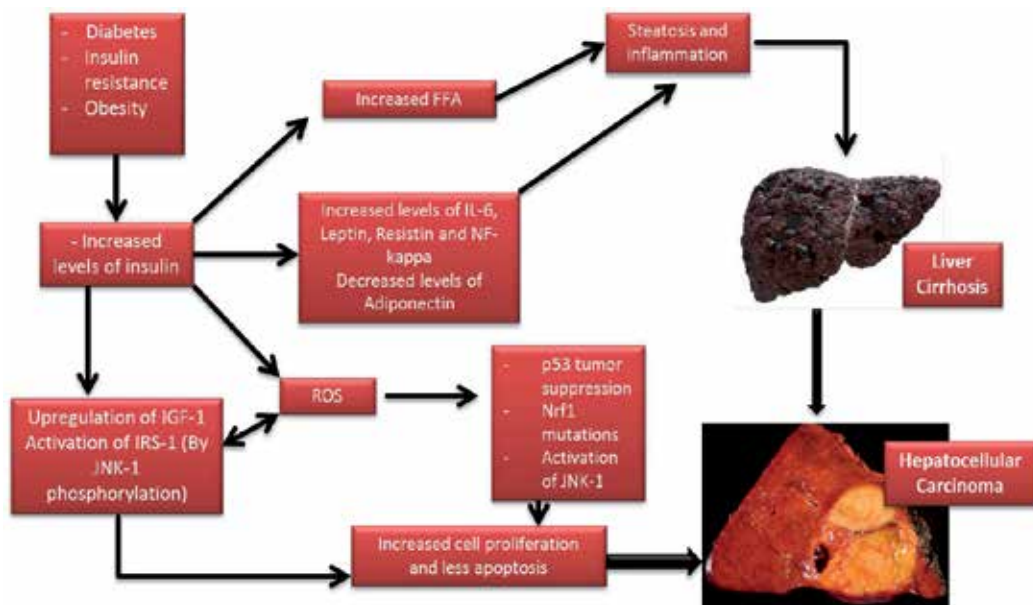 - Diabetes
- Insulin
resistance
- Obesity
Increased FFA
Steatosis and
inflammation
- Increased
levels of insulin
Increased levels of IL-6,
Leptin, Resistin and NF-
kappa
Decreased levels of
Adiponectin
Liver
Cirrhosis
ROS
- p53 tumor
suppression
- Nrf1
mutations
- Activation
of JNK-1
Upregulation of IGF-1
Activation of IRS-1 (By
JNK-1
phosphorylation)
Hepatocellular
Carcinoma
Increased cell proliferation
and less apoptosis